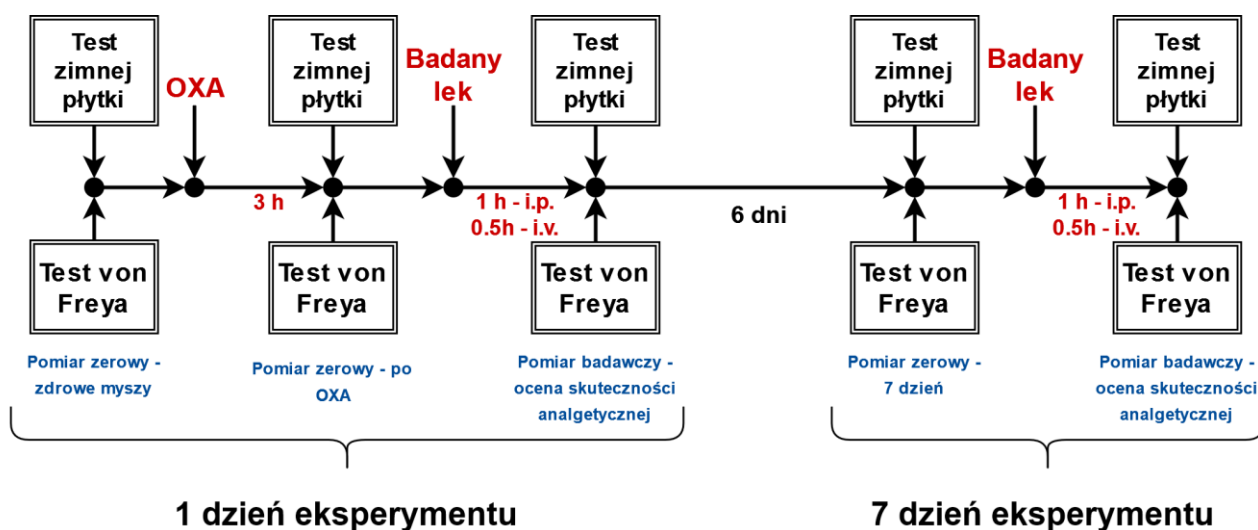 Test
zimnej
płytki
OXA
Test
zimnej
płytki
Badany
lek
Test
zimnej
płytki
Test
zimnej
płytki
Badany
lek
Test
zimnej
płytki
3 h
1 h - i.p.
0.5h - i.v.
6 dni
1 h - i.p.
0.5h - i.v.
Test von
Freya
Test von
Freya
Test von
Freya
Test von
Freya
Test von
Freya
Pomiar zerowy -
zdrowe myszy
Pomiar zerowy - po
OXA
Pomiar badawczy -
ocena skuteczności
analgetycznej
Pomiar zerowy -
7 dzień
Pomiar badawczy -
ocena skuteczności
analgetycznej
1 dzień eksperymentu
7 dzień eksperymentu